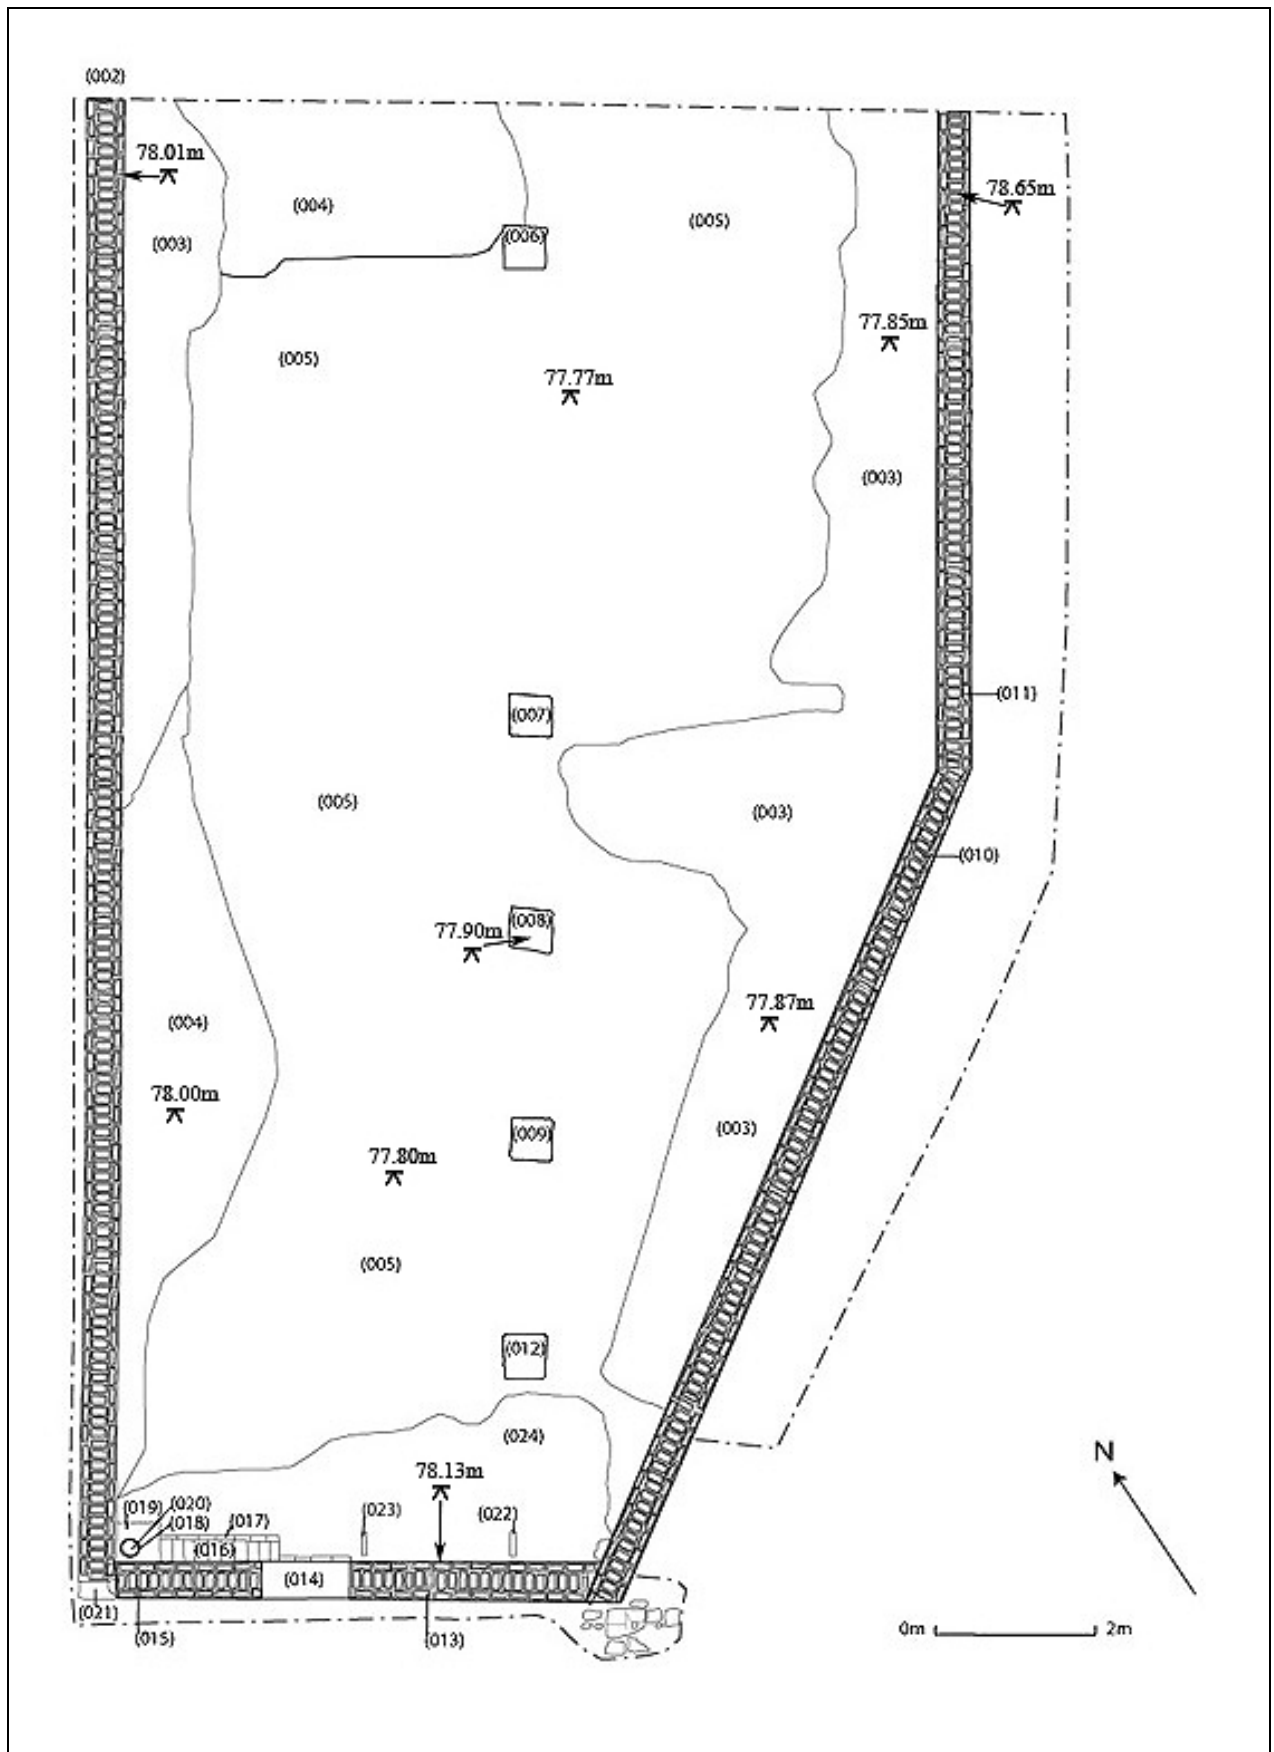 (002)
78.01m
78.65m
(004)
(005)
(006)
(003)
77.85m
(005)
77.77m
(003)
(011)
(007)
(005)
(003)
(010)
(008)
77.90m
77.87m
(004)
78.00m
(003)
(009)
77.80m
(005)
(012)
(024)
N
78.13m
(019)
(020)
(023)
(022)
(018)
(017)
(016)
(014)
(021)
(015)
(013)
0m
2m